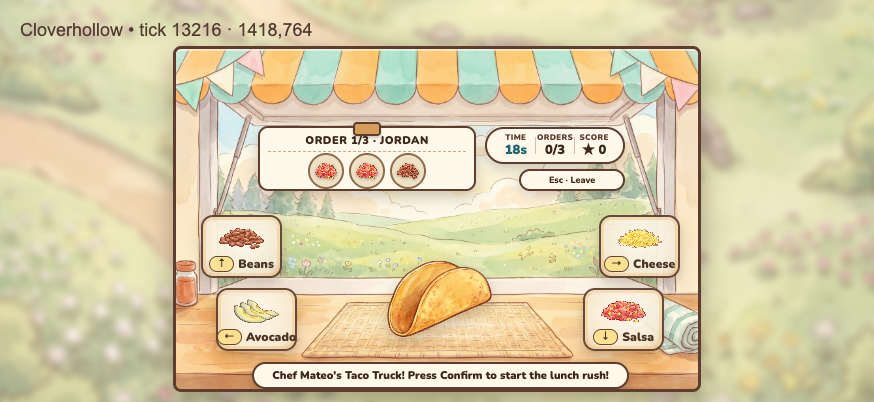 Cloverhollow • tick 13216 · 1418,764
ORDER 1/3 · JORDAN
TIME ORDERS SCORE
18s 0/3 ★ 0
Esc · Leave
↑ Beans
→ Cheese
← Avocado
↓ Salsa
Chef Mateo's Taco Truck! Press Confirm to start the lunch rush!